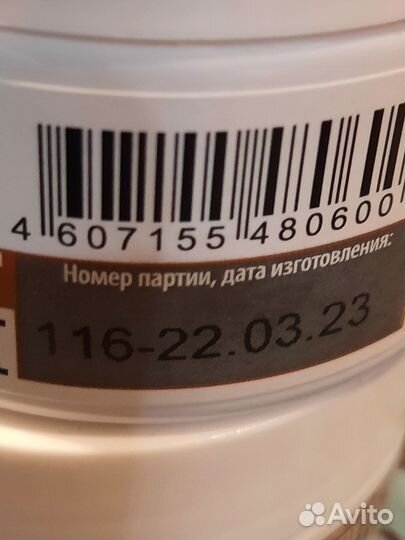 4 607155 480600
Номер партии, дата изготовления:
116-22.03.23
Avito